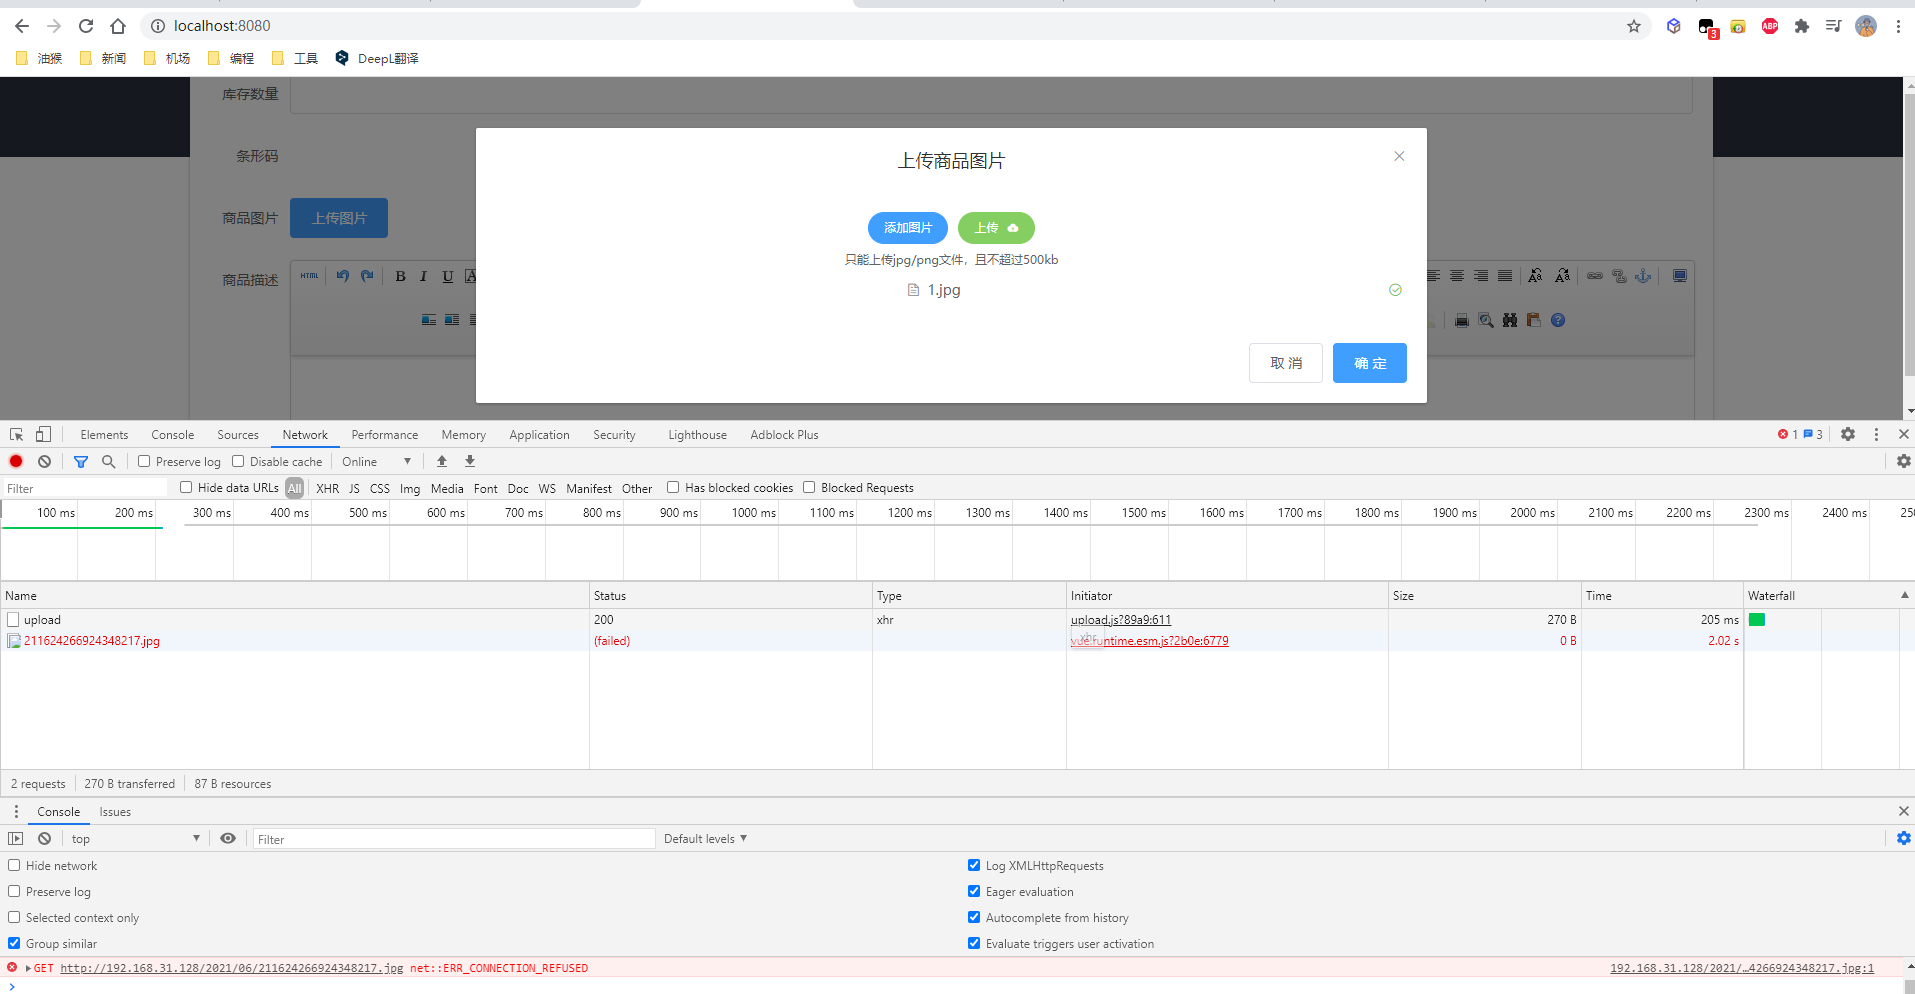 localhost:8080
3
ABP
油猴 新闻 机场 编程 工具 DeepL翻译
库存数量
条形码
商品图片 上传图片
商品描述 HTML B I U A
上传商品图片
添加图片 上传
只能上传jpg/png文件，且不超过500kb
1.jpg
取 消 确 定
Elements Console Sources Network Performance Memory Application Security Lighthouse Adblock Plus 1 3
Preserve log Disable cache Online
Filter Hide data URLs All XHR JS CSS Img Media Font Doc WS Manifest Other Has blocked cookies Blocked Requests
100 ms 200 ms 300 ms 400 ms 500 ms 600 ms 700 ms 800 ms 900 ms 1000 ms 1100 ms 1200 ms 1300 ms 1400 ms 1500 ms 1600 ms 1700 ms 1800 ms 1900 ms 2000 ms 2100 ms 2200 ms 2300 ms 2400 ms
Name Status Type Initiator Size Time Waterfall
upload 200 xhr upload.js?89a9:611 270 B 205 ms
211624266924348217.jpg (failed) xhr vue.runtime.esm.js?2b0e:6779 0 B 2.02 s
2 requests 270 B transferred 87 B resources
Console Issues
top Filter Default levels
Hide network Log XMLHttpRequests
Preserve log Eager evaluation
Selected context only Autocomplete from history
Group similar Evaluate triggers user activation
GET http://192.168.31.128/2021/06/211624266924348217.jpg net::ERR_CONNECTION_REFUSED 192.168.31.128/2021/…4266924348217.jpg:1